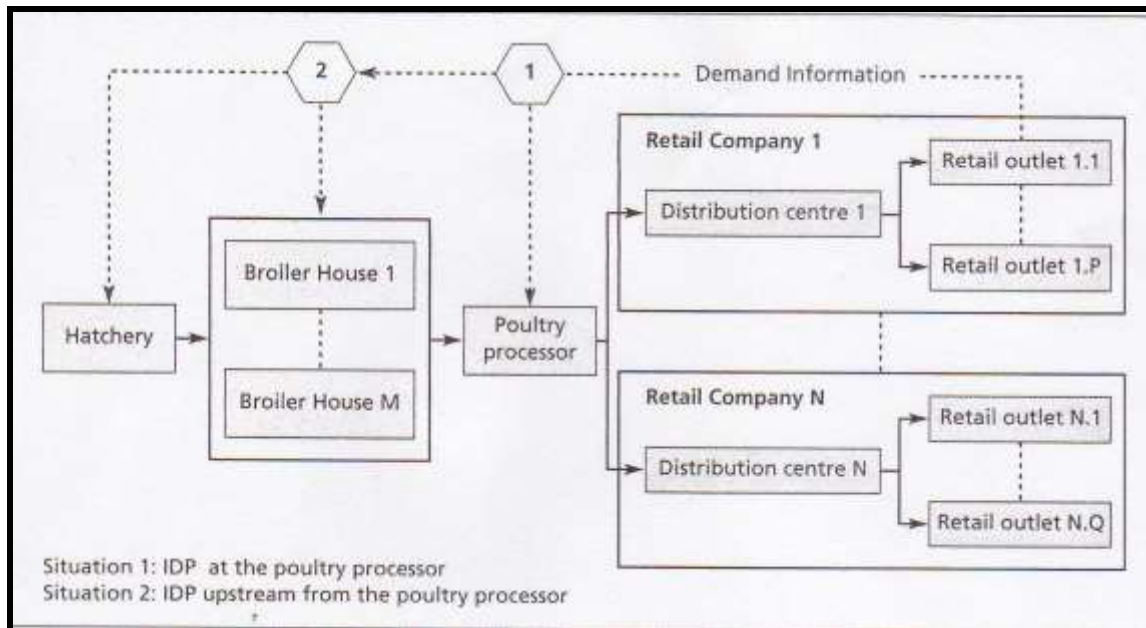 2
1
Demand Information
Retail Company 1
Retail outlet 1.1
Distribution centre 1
Retail outlet 1.P
Broiler House 1
Hatchery
Poultry
processor
Broiler House M
Retail Company N
Retail outlet N.1
Distribution centre N
Retail outlet N.Q
Situation 1: IDP at the poultry processor
Situation 2: IDP upstream from the poultry processor